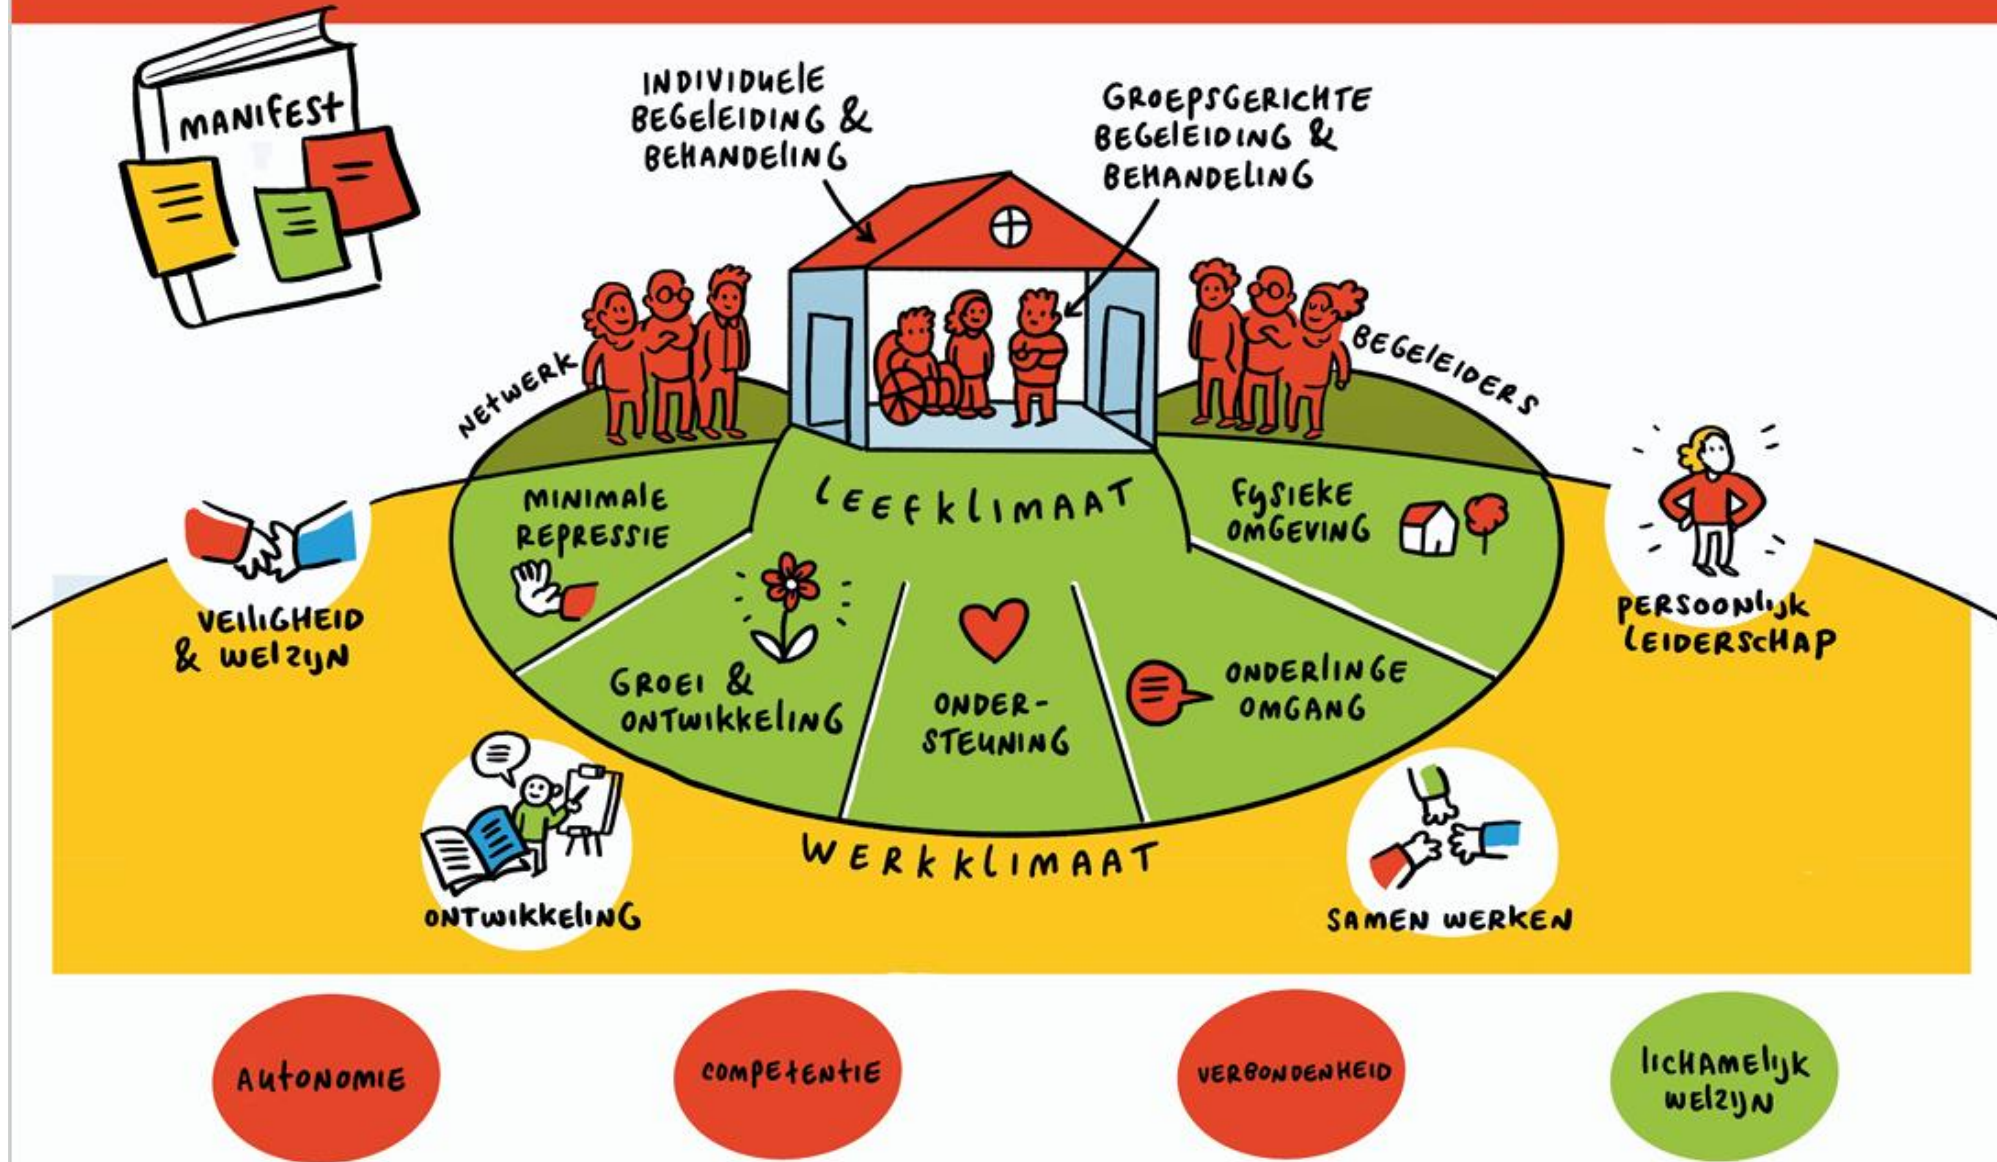 MANIFEST
INDIVIDUELE
BEGELEIDING &
BEHANDELING
GROEPSGERICHTE
BEGELEIDING &
BEHANDELING
NETWERK
BEGELEIDERS
LEEFKLIMAAT
MINIMALE
REPRESSIE
FYSIEKE
OMGEVING
VEILIGHEID
& WELZIJN
PERSOONLIJK
LEIDERSCHAP
GROEI &
ONTWIKKELING
ONDER-
STEUNING
ONDERLINGE
OMGANG
WERKKLIMAAT
ONTWIKKELING
SAMEN WERKEN
AUTONOMIE
COMPETENTIE
VERBONDENHEID
LICHAMELIJK
WELZIJN